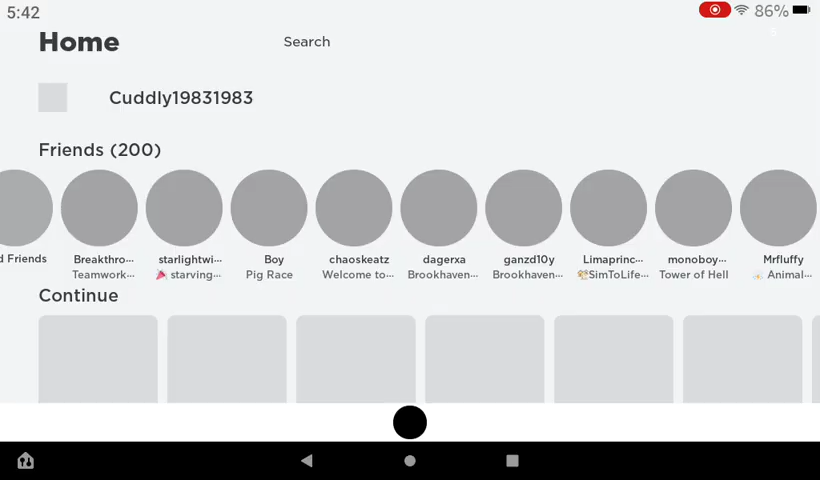 5:42
86%
Home
Search
Cuddly19831983
Friends (200)
d Friends
Breakthro...
starlightwi...
Boy
chaoskeatz
dagerxa
ganzd10y
Limaprinc...
monoboy...
Mrfluffy
Teamwork...
🎉 starving...
Pig Race
Welcome to...
Brookhaven...
Brookhaven...
SimToLife...
Tower of Hell
Animal...
Continue